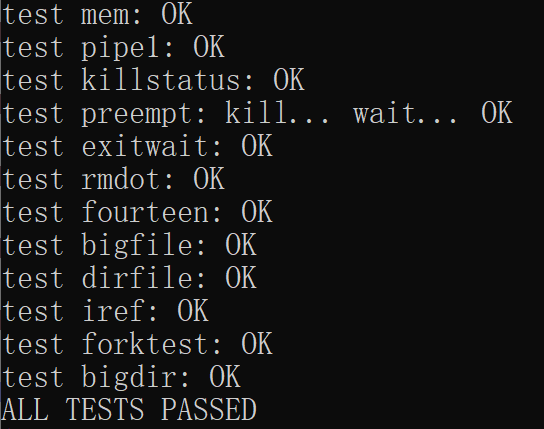 test mem: OK
test pipe1: OK
test killstatus: OK
test preempt: kill... wait... OK
test exitwait: OK
test rmdot: OK
test fourteen: OK
test bigfile: OK
test dirfile: OK
test iref: OK
test forktest: OK
test bigdir: OK
ALL TESTS PASSED